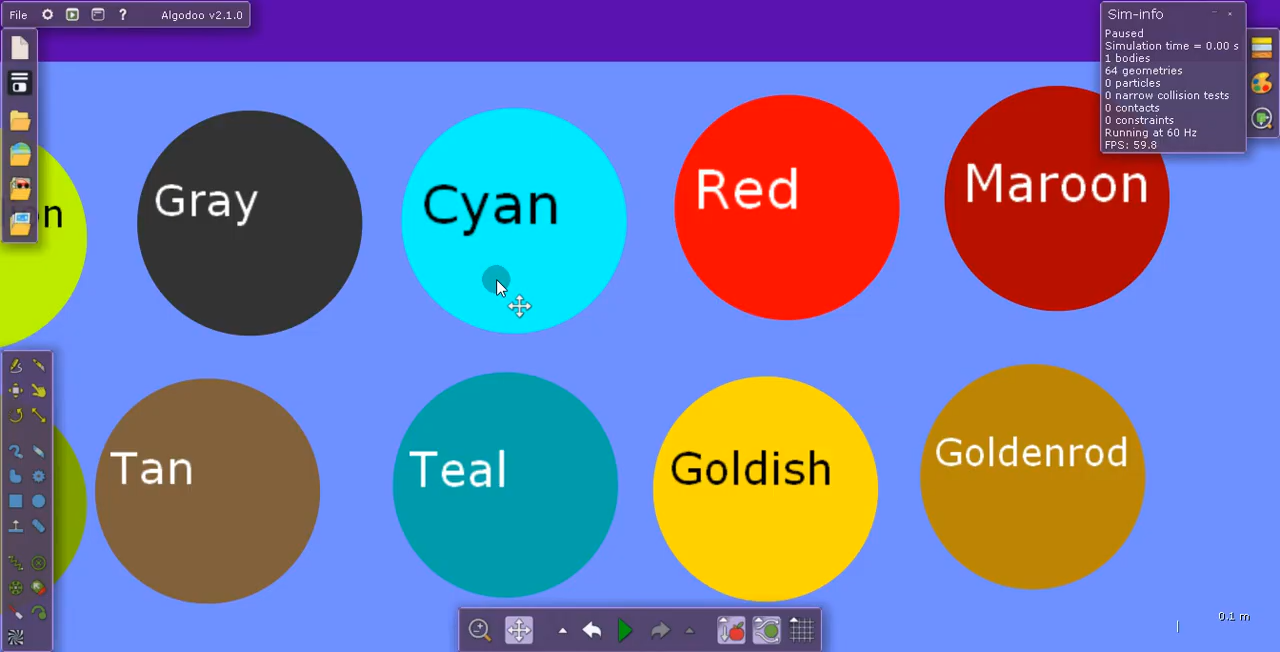 File ? Algodoo v2.1.0
Sim-info
Paused
Simulation time = 0.00 s
1 bodies
64 geometries
0 particles
0 narrow collision tests
0 contacts
0 constraints
Running at 60 Hz
FPS: 59.8
n
Gray
Cyan
Red
Maroon
Tan
Teal
Goldish
Goldenrod
0.1 m